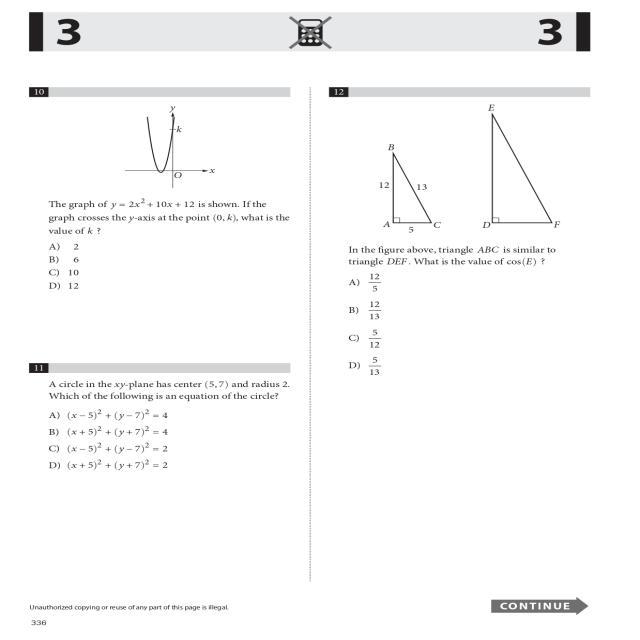 3
3
10
y
k
x
O
The graph of y = 2x² + 10x + 12 is shown. If the
graph crosses the y-axis at the point (0, k), what is the
value of k ?
A) 2
B) 6
C) 10
D) 12
11
A circle in the xy-plane has center (5, 7) and radius 2.
Which of the following is an equation of the circle?
A) (x − 5)² + (y − 7)² = 4
B) (x + 5)² + (y + 7)² = 4
C) (x − 5)² + (y − 7)² = 2
D) (x + 5)² + (y + 7)² = 2
12
E
B
12
13
A
C
5
D
F
In the figure above, triangle ABC is similar to
triangle DEF. What is the value of cos(E) ?
A) 12/5
B) 12/13
C) 5/12
D) 5/13
Unauthorized copying or reuse of any part of this page is illegal.
CONTINUE
336